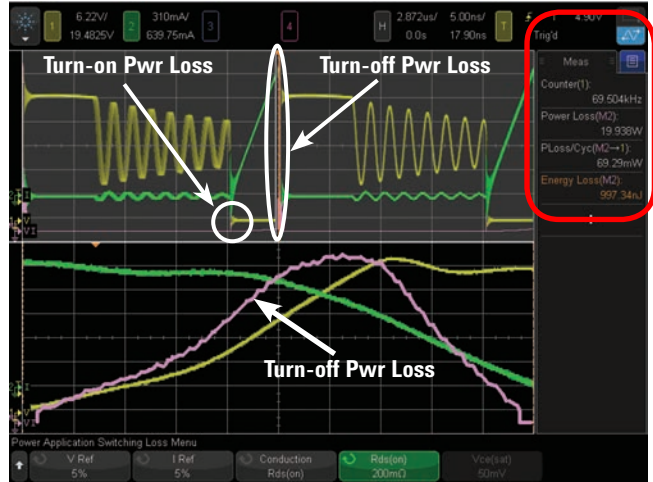 1 6.22V/ 19.4825V 2 310mA/ 639.75mA 3 4 H 2.872us/ 0.0s 5.00ns/ 17.90ns T 1 4.90V
Trig'd
Turn-on Pwr Loss
Turn-off Pwr Loss
Meas
Counter(1):
69.504kHz
Power Loss(M2):
19.938W
PLoss/Cyc(M2→1):
69.29mW
Energy Loss(M2):
997.34nJ
Turn-off Pwr Loss
Power Application Switching Loss Menu
V Ref
5%
I Ref
5%
Conduction
Rds(on)
Rds(on)
200mΩ
Vce(sat)
50mV